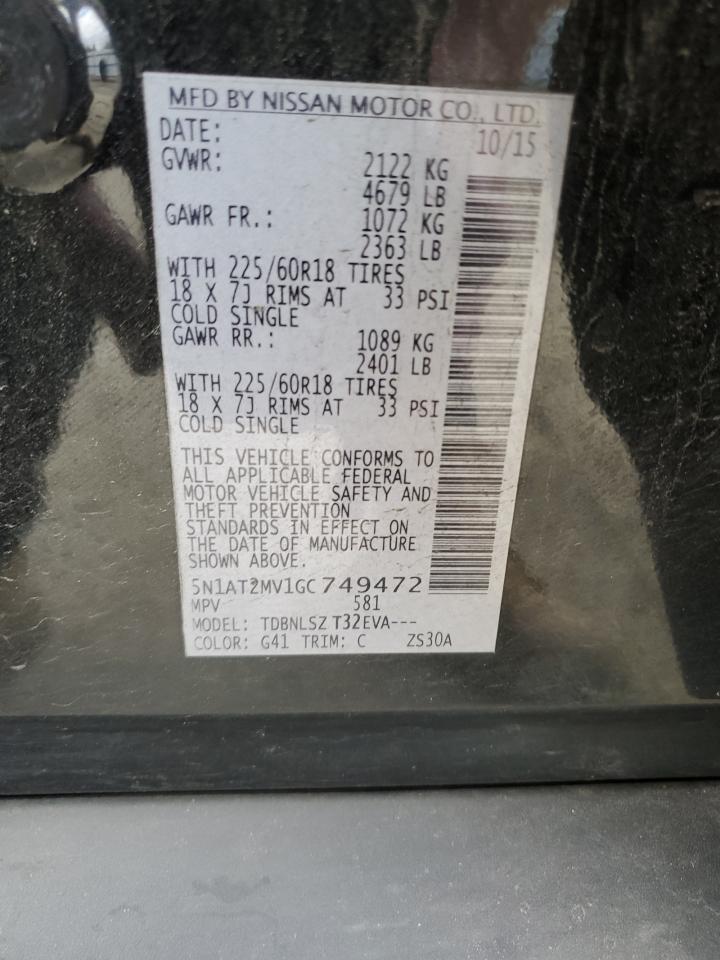 MFD BY NISSAN MOTOR CO., LTD.
DATE: 10/15
GVWR: 2122 KG
4679 LB
GAWR FR.: 1072 KG
2363 LB
WITH 225/60R18 TIRES
18 X 7J RIMS AT 33 PSI
COLD SINGLE
GAWR RR.: 1089 KG
2401 LB
WITH 225/60R18 TIRES
18 X 7J RIMS AT 33 PSI
COLD SINGLE
THIS VEHICLE CONFORMS TO
ALL APPLICABLE FEDERAL
MOTOR VEHICLE SAFETY AND
THEFT PREVENTION
STANDARDS IN EFFECT ON
THE DATE OF MANUFACTURE
SHOWN ABOVE.
5N1AT2MV1GC749472
MPV 581
MODEL: TDBNLSZ T32EVA---
COLOR: G41 TRIM: C ZS30A